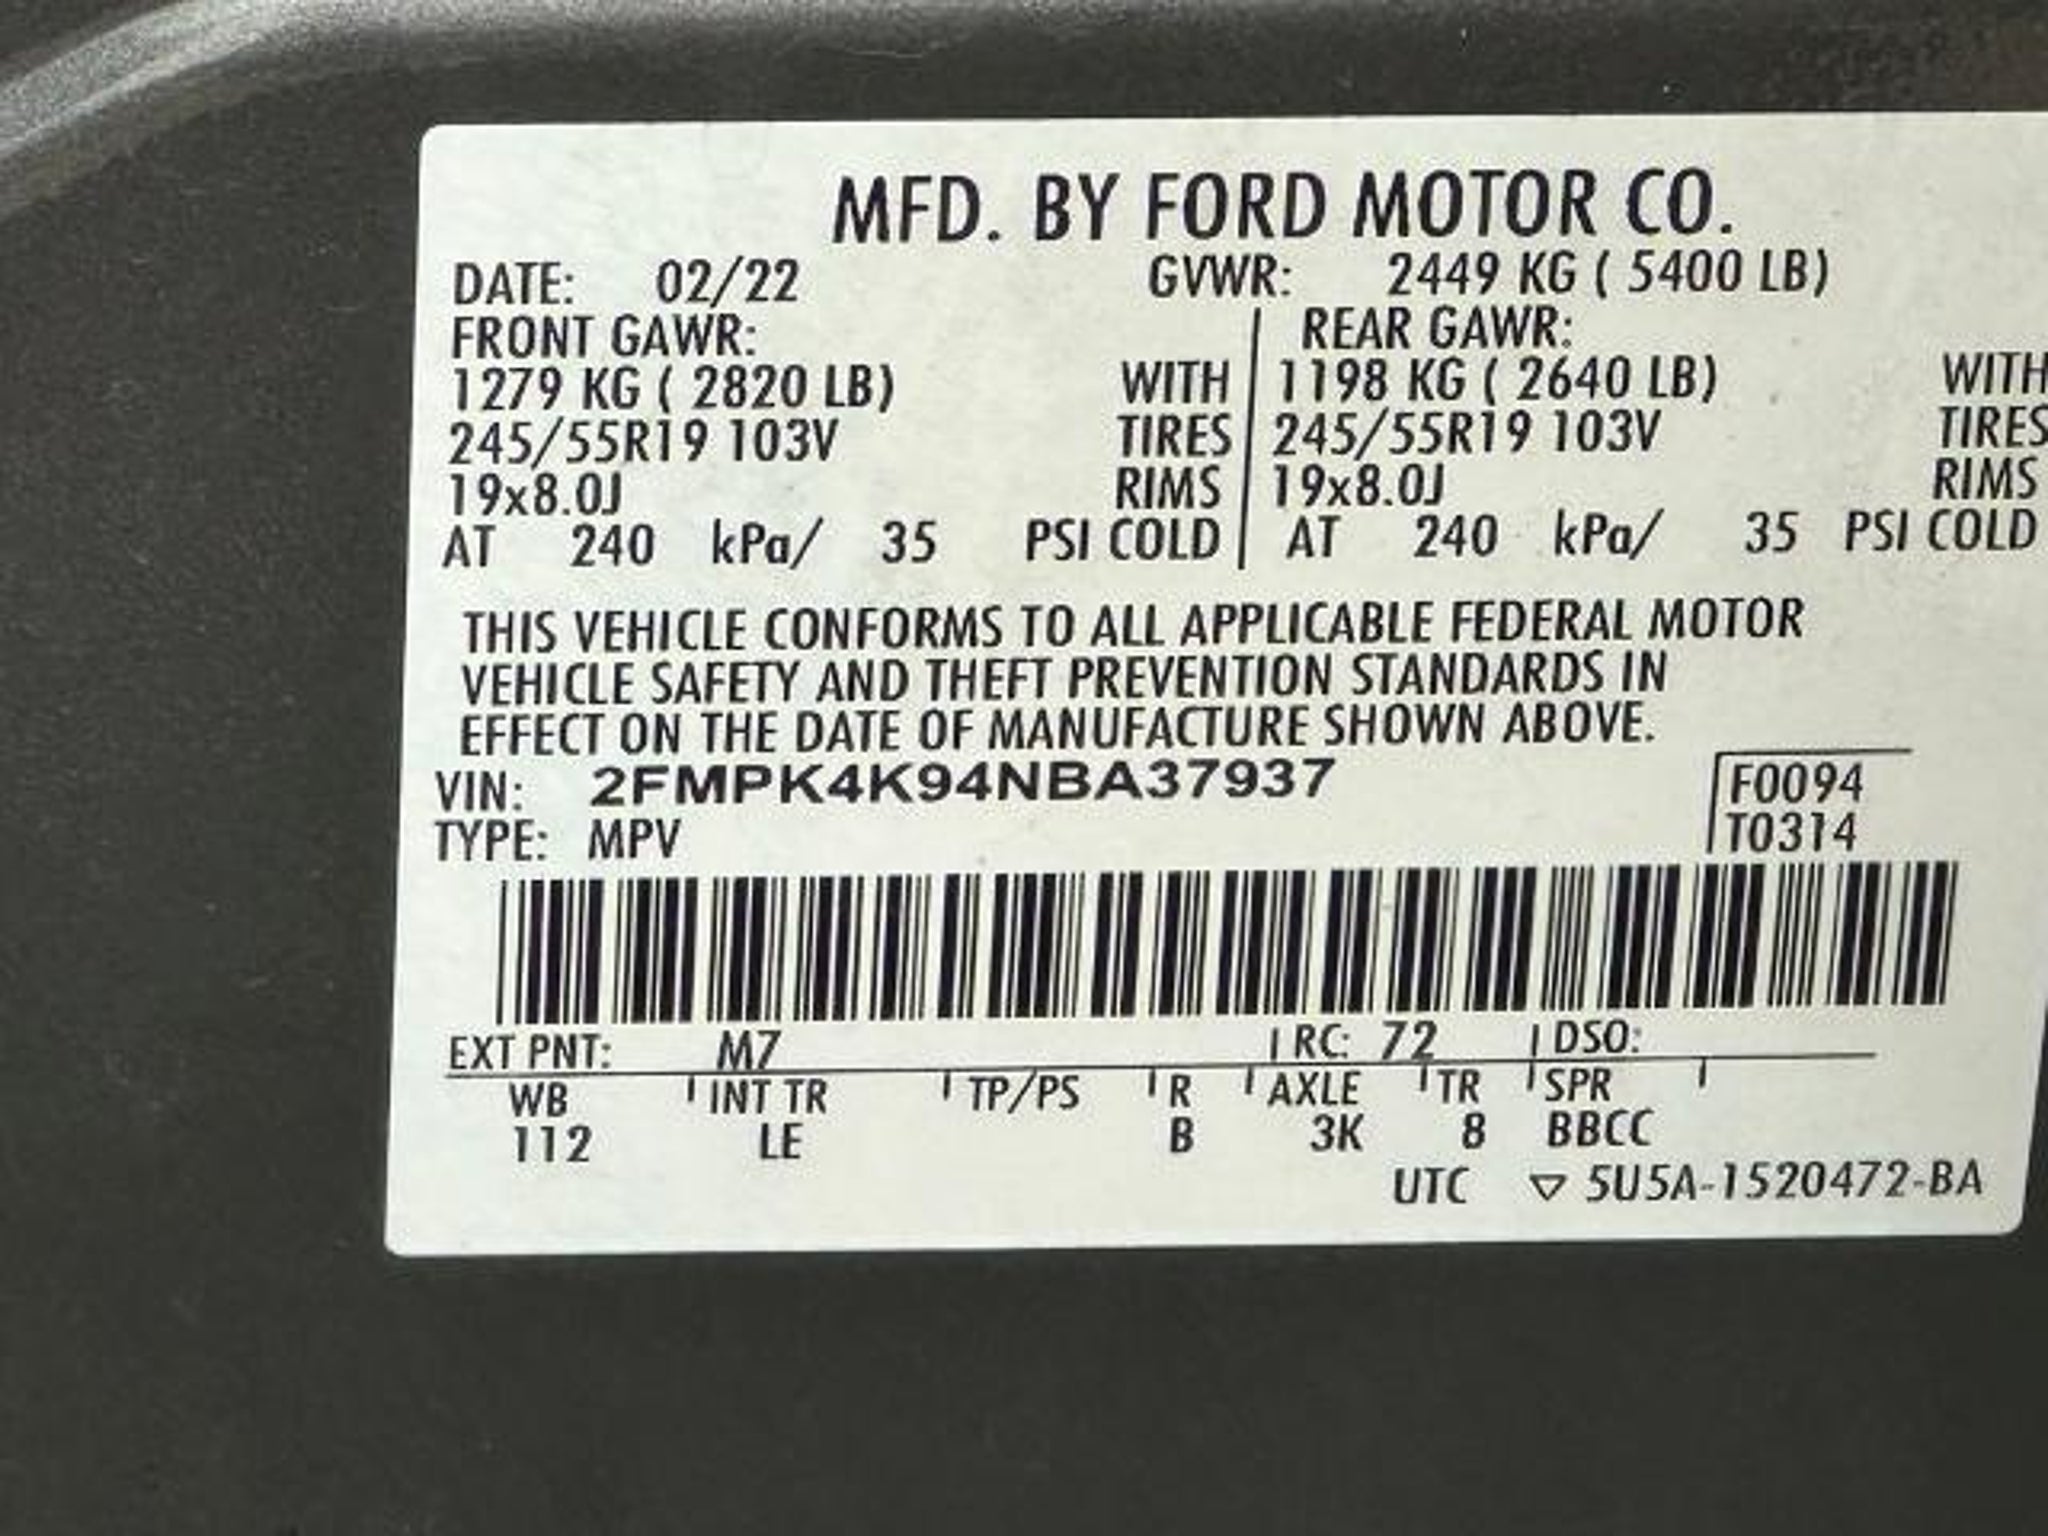 MFD. BY FORD MOTOR CO.
DATE: 02/22 GVWR: 2449 KG ( 5400 LB)
FRONT GAWR: REAR GAWR:
1279 KG ( 2820 LB) WITH 1198 KG ( 2640 LB) WITH
245/55R19 103V TIRES 245/55R19 103V TIRES
19x8.0J RIMS 19x8.0J RIMS
AT 240 kPa/ 35 PSI COLD AT 240 kPa/ 35 PSI COLD
THIS VEHICLE CONFORMS TO ALL APPLICABLE FEDERAL MOTOR
VEHICLE SAFETY AND THEFT PREVENTION STANDARDS IN
EFFECT ON THE DATE OF MANUFACTURE SHOWN ABOVE.
VIN: 2FMPK4K94NBA37937 F0094
TYPE: MPV T0314
EXT PNT: M7 RC: 72 DSO:
WB INT TR TP/PS R AXLE TR SPR
112 LE B 3K 8 BBCC
UTC ▽ 5U5A-1520472-BA